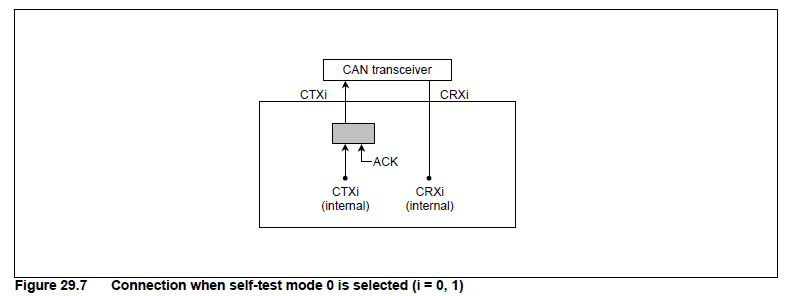 CAN transceiver
CTXi
CRXi
ACK
CTXi
(internal)
CRXi
(internal)
Figure 29.7 Connection when self-test mode 0 is selected (i = 0, 1)